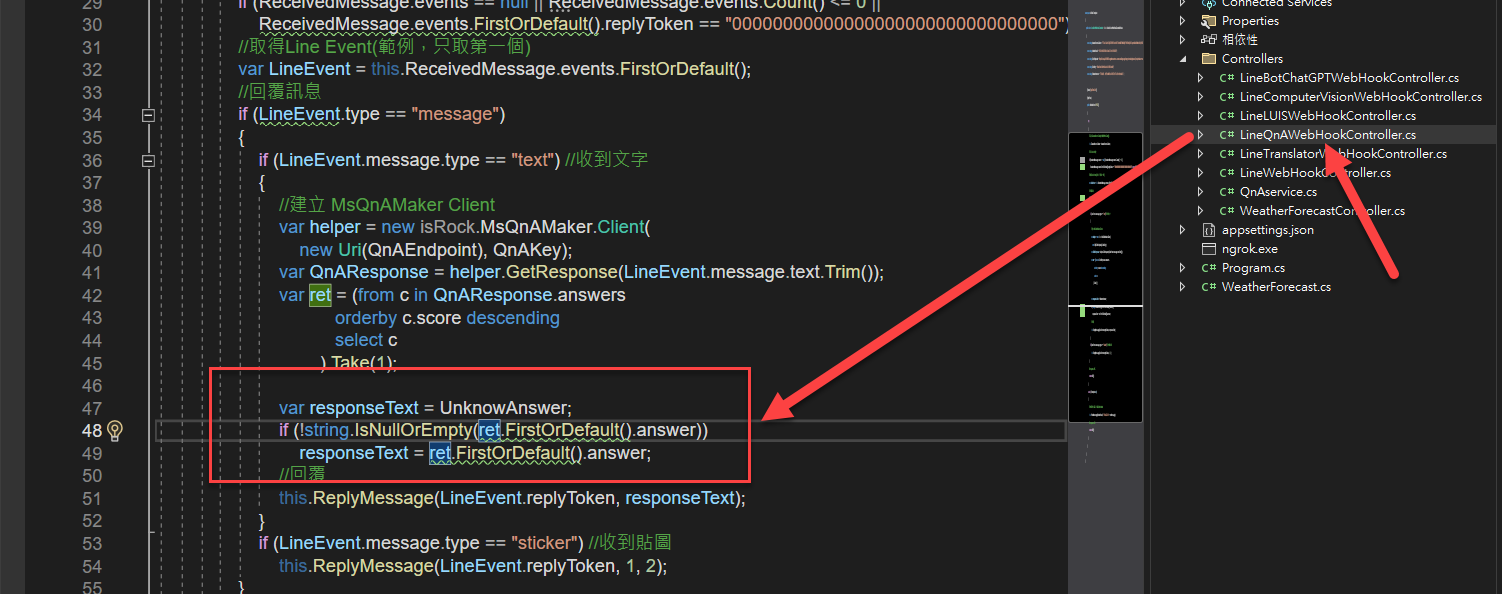 29 if (ReceivedMessage.events == null || ReceivedMessage.events.Count() <= 0 ||
30 ReceivedMessage.events.FirstOrDefault().replyToken == "00000000000000000000000000000000")
31 //取得Line Event(範例，只取第一個)
32 var LineEvent = this.ReceivedMessage.events.FirstOrDefault();
33 //回覆訊息
34 if (LineEvent.type == "message")
35 {
36 if (LineEvent.message.type == "text") //收到文字
37 {
38 //建立 MsQnAMaker Client
39 var helper = new isRock.MsQnAMaker.Client(
40 new Uri(QnAEndpoint), QnAKey);
41 var QnAResponse = helper.GetResponse(LineEvent.message.text.Trim());
42 var ret = (from c in QnAResponse.answers
43 orderby c.score descending
44 select c
45 ).Take(1);
46
47 var responseText = UnknowAnswer;
48 if (!string.IsNullOrEmpty(ret.FirstOrDefault().answer))
49 responseText = ret.FirstOrDefault().answer;
50 //回覆
51 this.ReplyMessage(LineEvent.replyToken, responseText);
52 }
53 if (LineEvent.message.type == "sticker") //收到貼圖
54 this.ReplyMessage(LineEvent.replyToken, 1, 2);
55 }
Connected Services
Properties
相依性
Controllers
C# LineBotChatGPTWebHookController.cs
C# LineComputerVisionWebHookController.cs
C# LineLUISWebHookController.cs
C# LineQnAWebHookController.cs
C# LineTranslatorWebHookController.cs
C# LineWebHookController.cs
C# QnAservice.cs
C# WeatherForecastController.cs
appsettings.json
ngrok.exe
C# Program.cs
C# WeatherForecast.cs